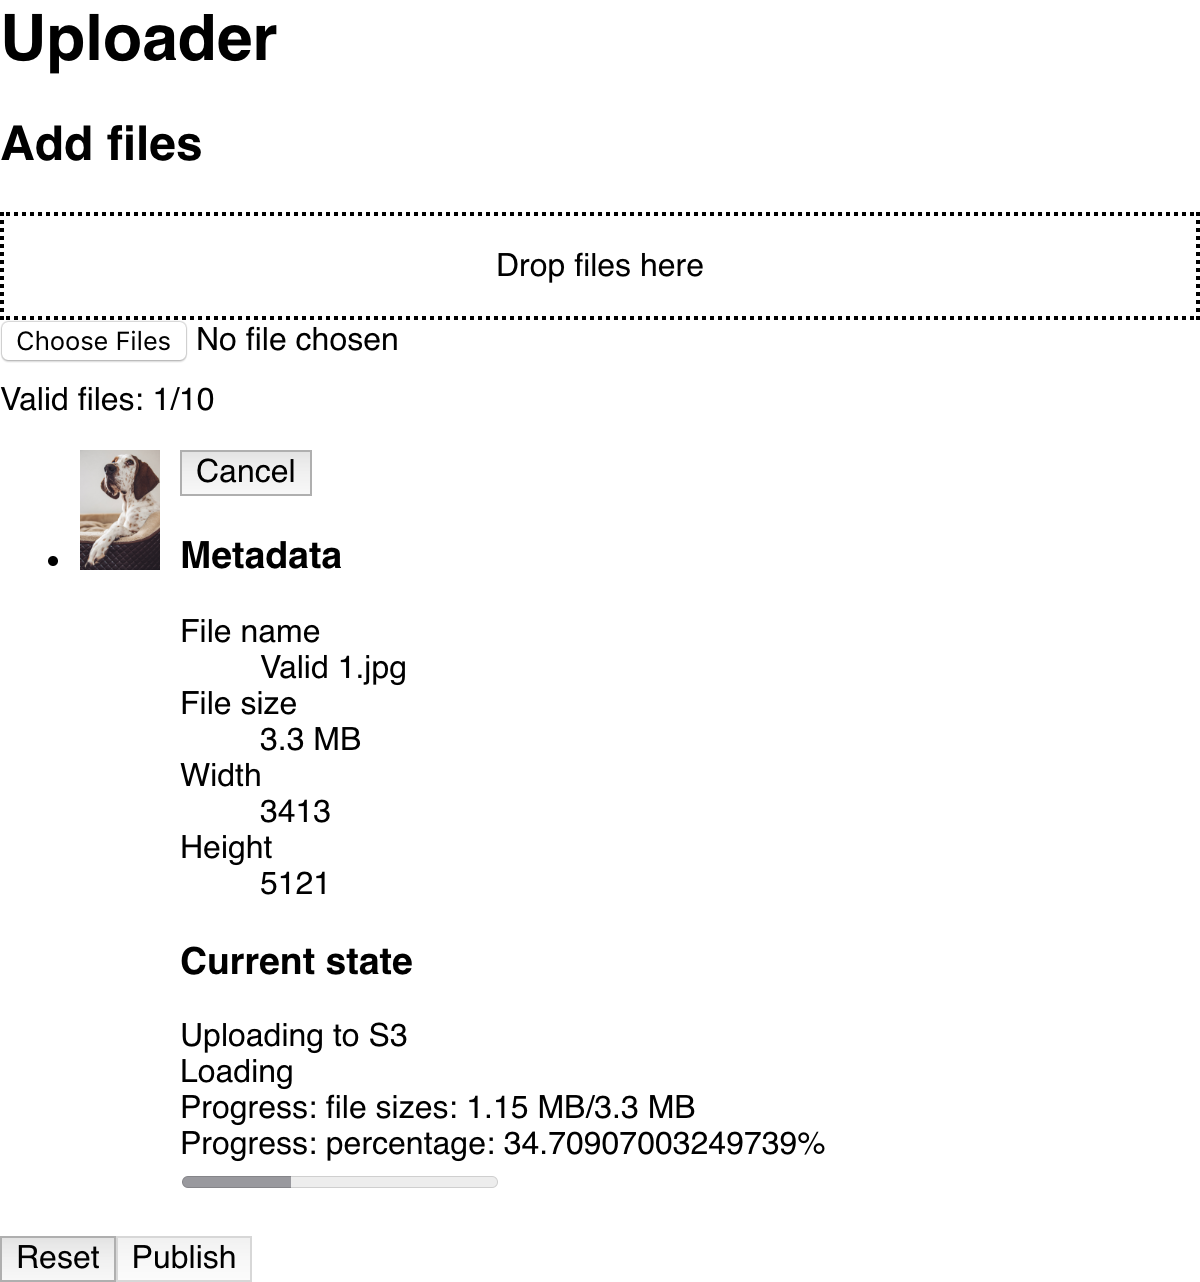 Uploader
Add files
Drop files here
Choose Files No file chosen
Valid files: 1/10
Cancel
Metadata
File name
Valid 1.jpg
File size
3.3 MB
Width
3413
Height
5121
Current state
Uploading to S3
Loading
Progress: file sizes: 1.15 MB/3.3 MB
Progress: percentage: 34.70907003249739%
Reset Publish